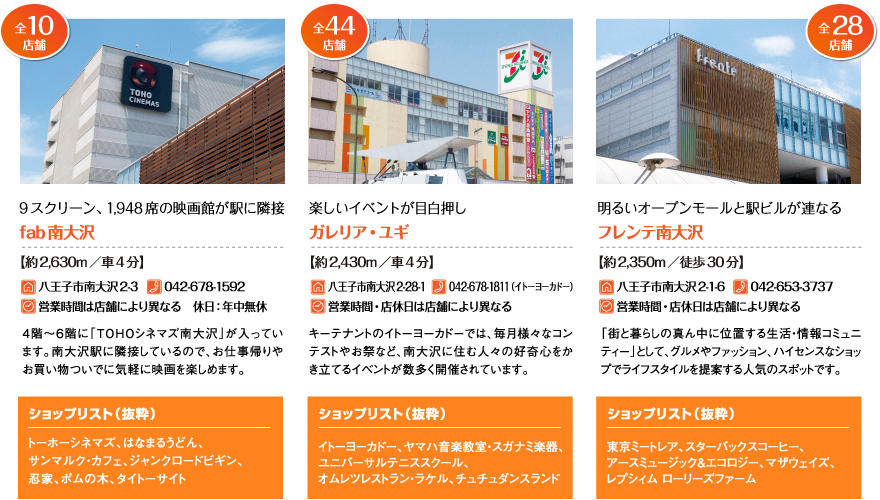 全10
店舗
TOHO
CINEMAS
9スクリーン、1,948席の映画館が駅に隣接
fab南大沢
【約2,630m／車4分】
八王子市南大沢2-3 042-678-1592
営業時間は店舗により異なる 休日：年中無休
4階～6階に「TOHOシネマズ南大沢」が入ってい
ます。南大沢駅に隣接しているので、お仕事帰りや
お買い物ついでに気軽に映画を楽しめます。
ショップリスト（抜粋）
トーホーシネマズ、はなまるうどん、
サンマルク・カフェ、ジャンクロードビギン、
忍家、ポムの木、タイトーサイト
全44
店舗
楽しいイベントが目白押し
ガレリア・ユギ
【約2,430m／車4分】
八王子市南大沢2-28-1 042-678-1811（イトーヨーカドー）
営業時間・店休日は店舗により異なる
キーテナントのイトーヨーカドーでは、毎月様々なコン
テストやお祭など、南大沢に住む人々の好奇心をか
き立てるイベントが数多く開催されています。
ショップリスト（抜粋）
イトーヨーカドー、ヤマハ音楽教室・スガナミ楽器、
ユニバーサルテニススクール、
オムレツレストラン・ラケル、チュチュダンスランド
全28
店舗
frente
明るいオープンモールと駅ビルが連なる
フレンテ南大沢
【約2,350m／徒歩30分】
八王子市南大沢2-1-6 042-653-3737
営業時間・店休日は店舗により異なる
「街と暮らしの真ん中に位置する生活・情報コミュニ
ティー」として、グルメやファッション、ハイセンスなショッ
プでライフスタイルを提案する人気のスポットです。
ショップリスト（抜粋）
東京ミートレア、スターバックスコーヒー、
アースミュージック&エコロジー、マザウェイズ、
レプシィム ローリーズファーム